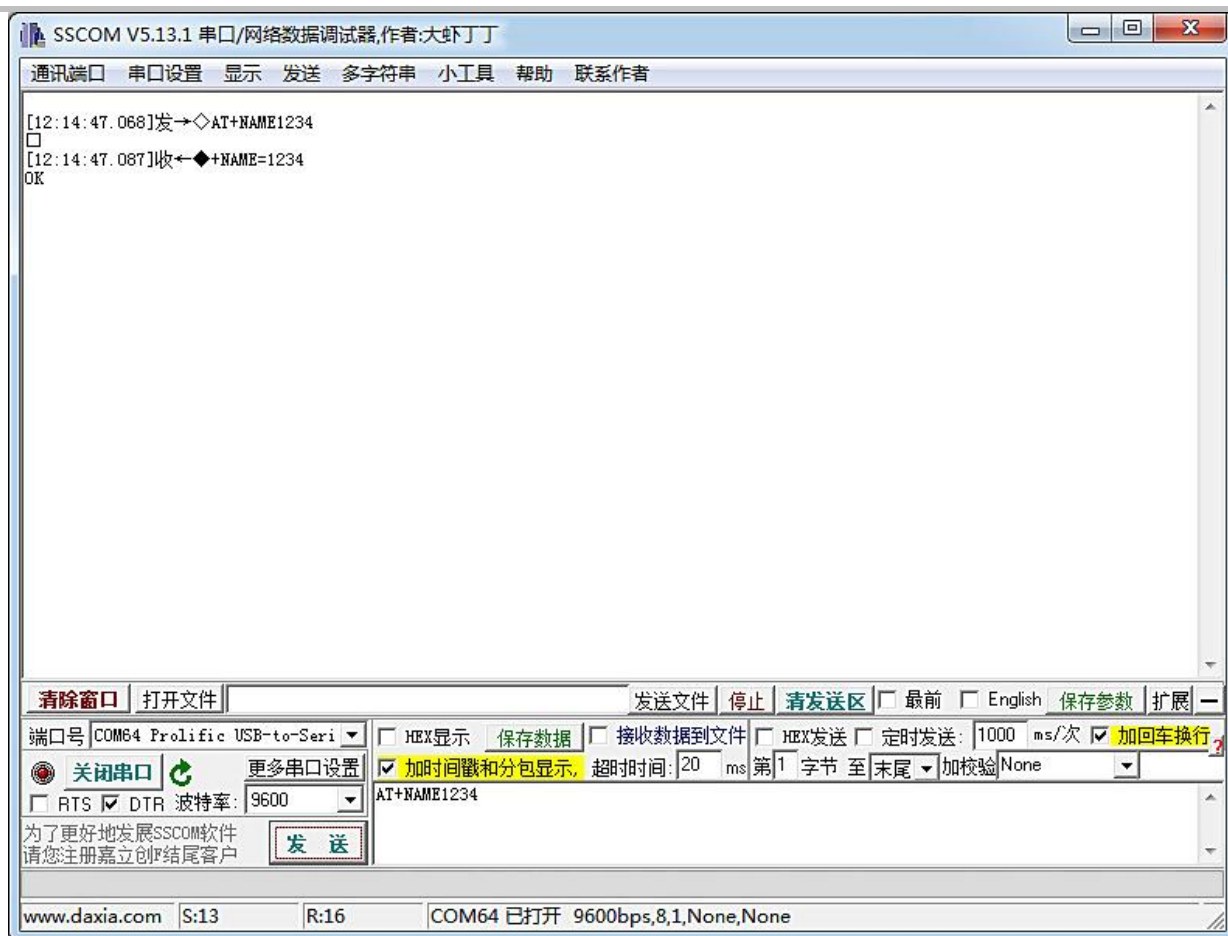 SSCOM V5.13.1 串口/网络数据调试器,作者:大虾丁丁
通讯端口 串口设置 显示 发送 多字符串 小工具 帮助 联系作者
[12:14:47.068]发→◇AT+NAME1234
□
[12:14:47.087]收←◆+NAME=1234
OK
清除窗口 打开文件 发送文件 停止 清发送区 最前 English 保存参数 扩展 —
端口号 COM64 Prolific USB-to-Seri HEX显示 保存数据 接收数据到文件 HEX发送 定时发送: 1000 ms/次 加回车换行 ?
关闭串口 更多串口设置 加时间戳和分包显示, 超时时间: 20 ms 第 1 字节 至 末尾 加校验 None
RTS DTR 波特率: 9600 AT+NAME1234
为了更好地发展SSCOM软件
请您注册嘉立创F结尾客户 发 送
www.daxia.com S:13 R:16 COM64 已打开 9600bps,8,1,None,None